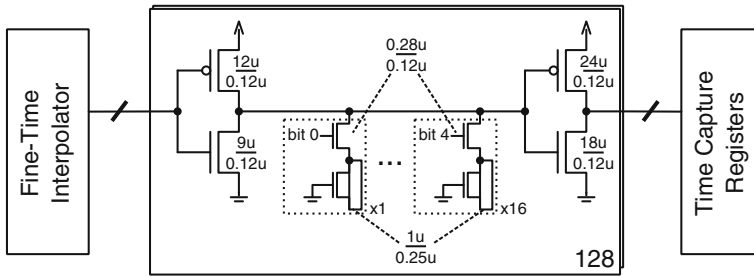 Fine-Time
Interpolator
12u
0.12u
9u
0.12u
0.28u
0.12u
bit 0
x1
...
bit 4
x16
1u
0.25u
24u
0.12u
18u
0.12u
128
Time Capture
Registers